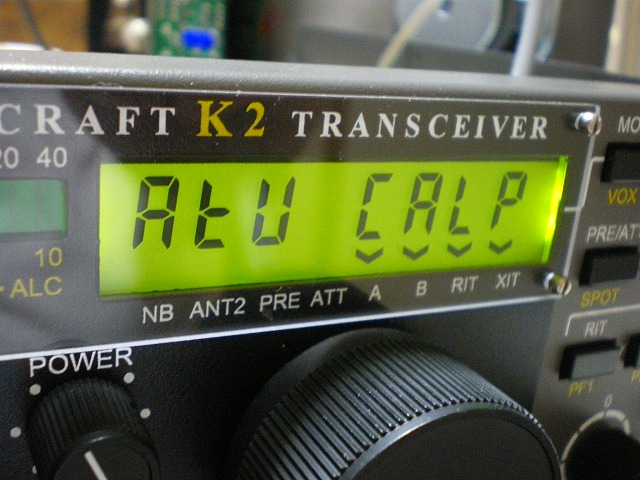 CRAFT K2 TRANSCEIVER
20 40
AtU CALP
10
ALC
NB ANT2 PRE ATT A B RIT XIT
POWER
MO
VOX
PRE/ATT
SPOT
RIT
PF1
0